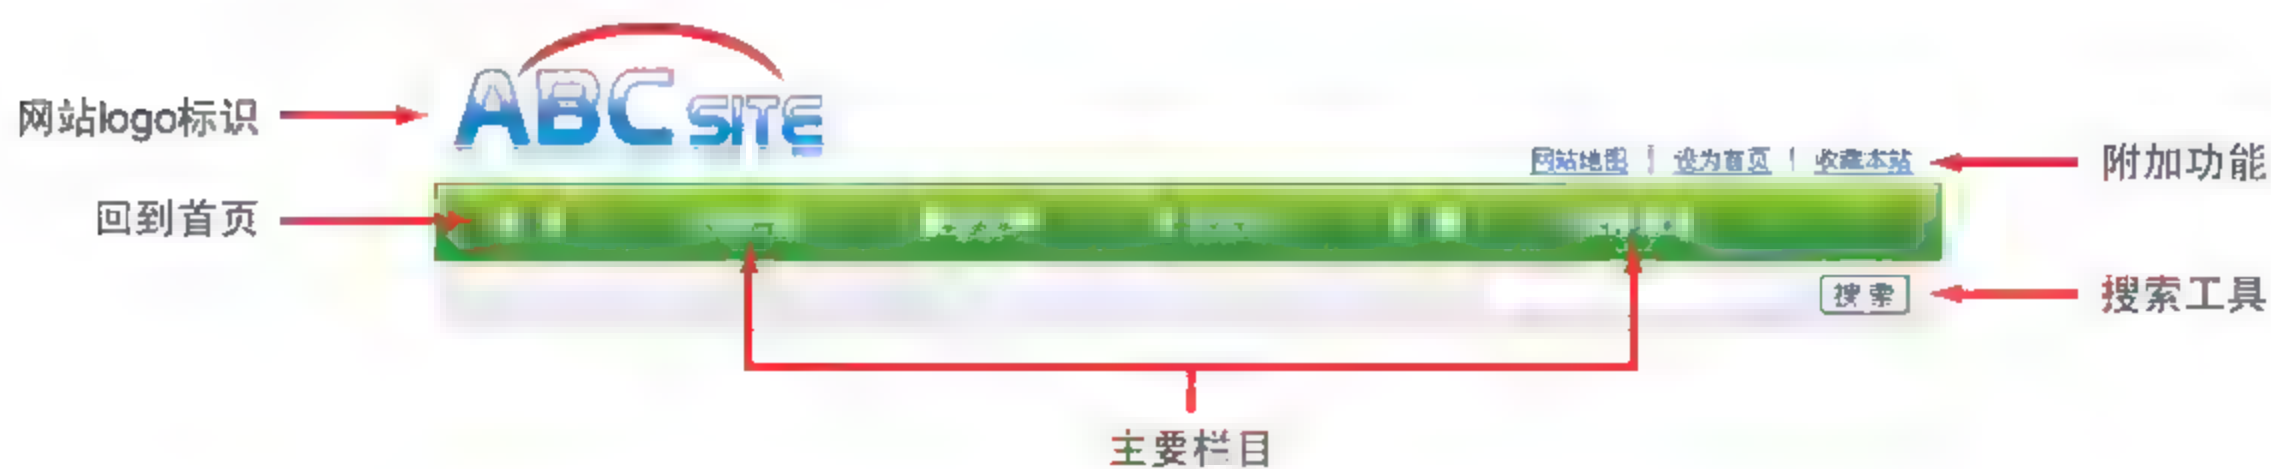 ABC SITE
网站logo标识
网站地图 | 设为首页 | 收藏本站
附加功能
回到首页
搜索
搜索工具
主要栏目